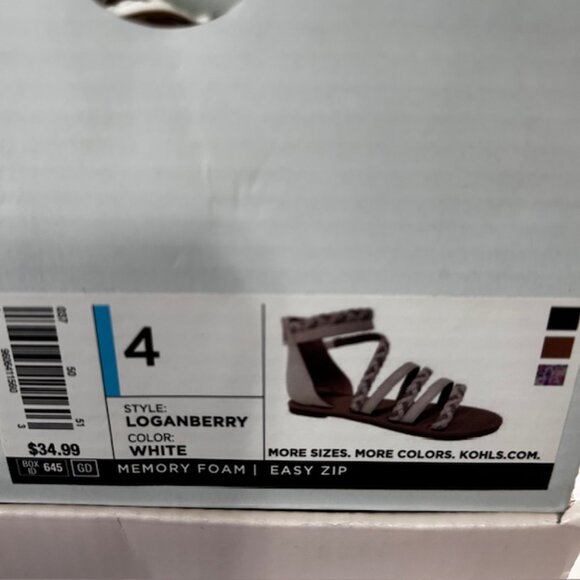 4
STYLE:
LOGANBERRY
COLOR:
WHITE
$34.99
MORE SIZES. MORE COLORS. KOHLS.COM.
BOX ID 645 GD
MEMORY FOAM | EASY ZIP